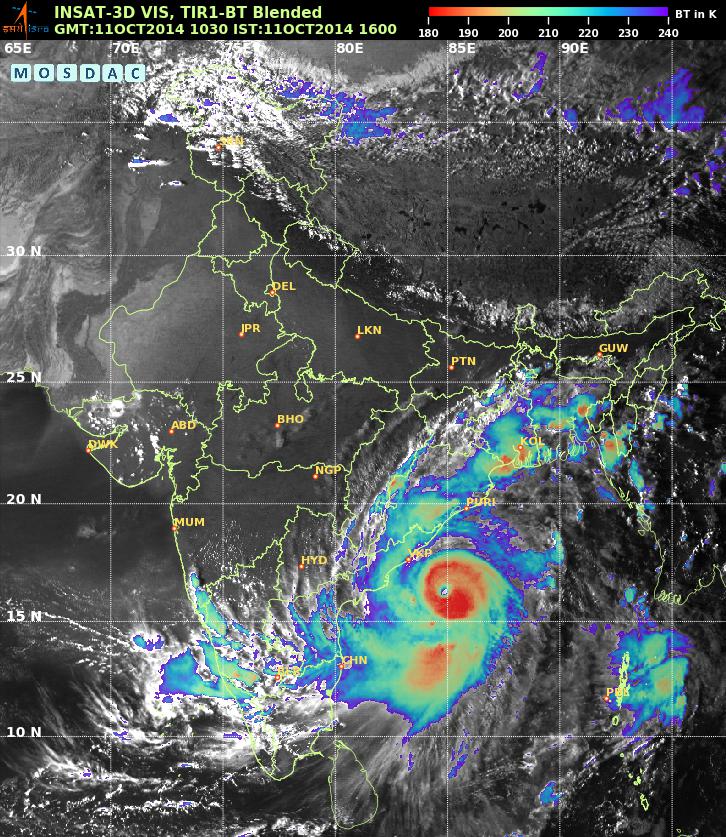 INSAT-3D VIS, TIR1-BT Blended
GMT:11OCT2014 1030 IST:11OCT2014 1600
BT in K
180 190 200 210 220 230 240
65E 70E 75E 80E 85E 90E
MOSDAC
30 N
DEL
JPR
LKN
GUW
PTN
25 N
ABD
BHO
DWK
KOL
NGP
20 N
PURI
MUM
VKP
HYD
15 N
CHN
10 N